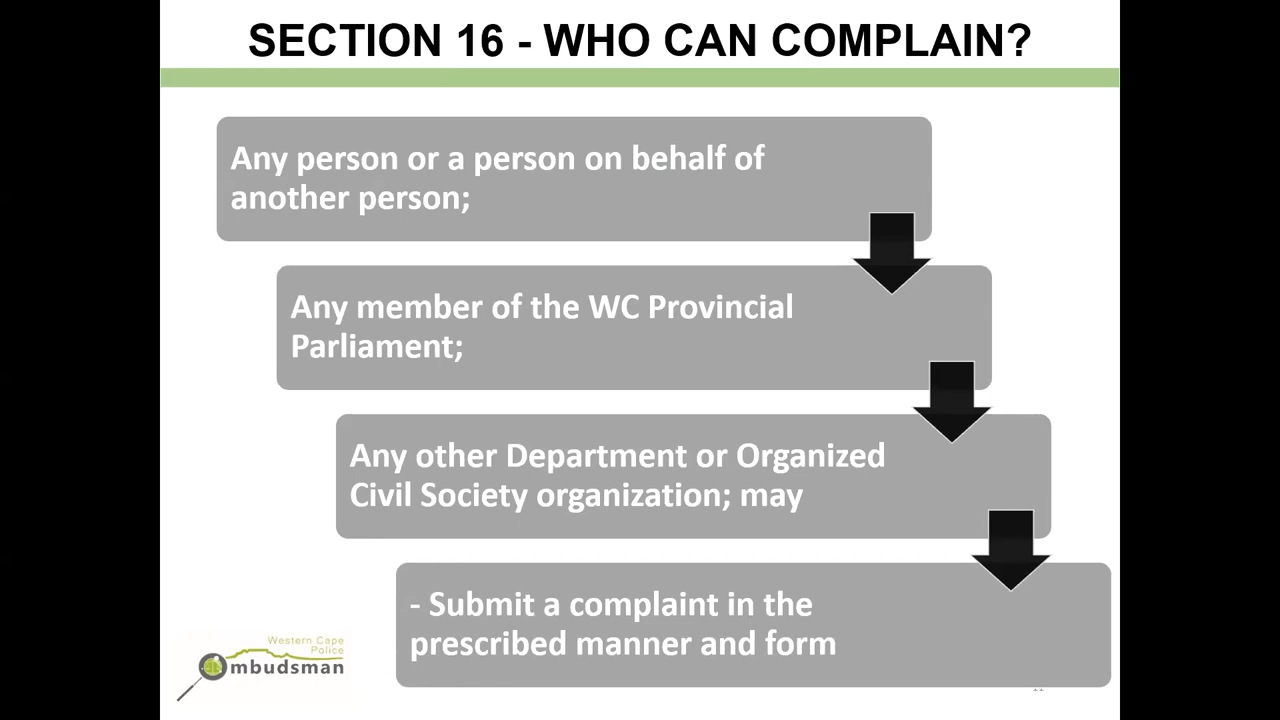 SECTION 16 - WHO CAN COMPLAIN?
Any person or a person on behalf of
another person;
Any member of the WC Provincial
Parliament;
Any other Department or Organized
Civil Society organization; may
- Submit a complaint in the
prescribed manner and form
Western Cape
Police
mbudsman